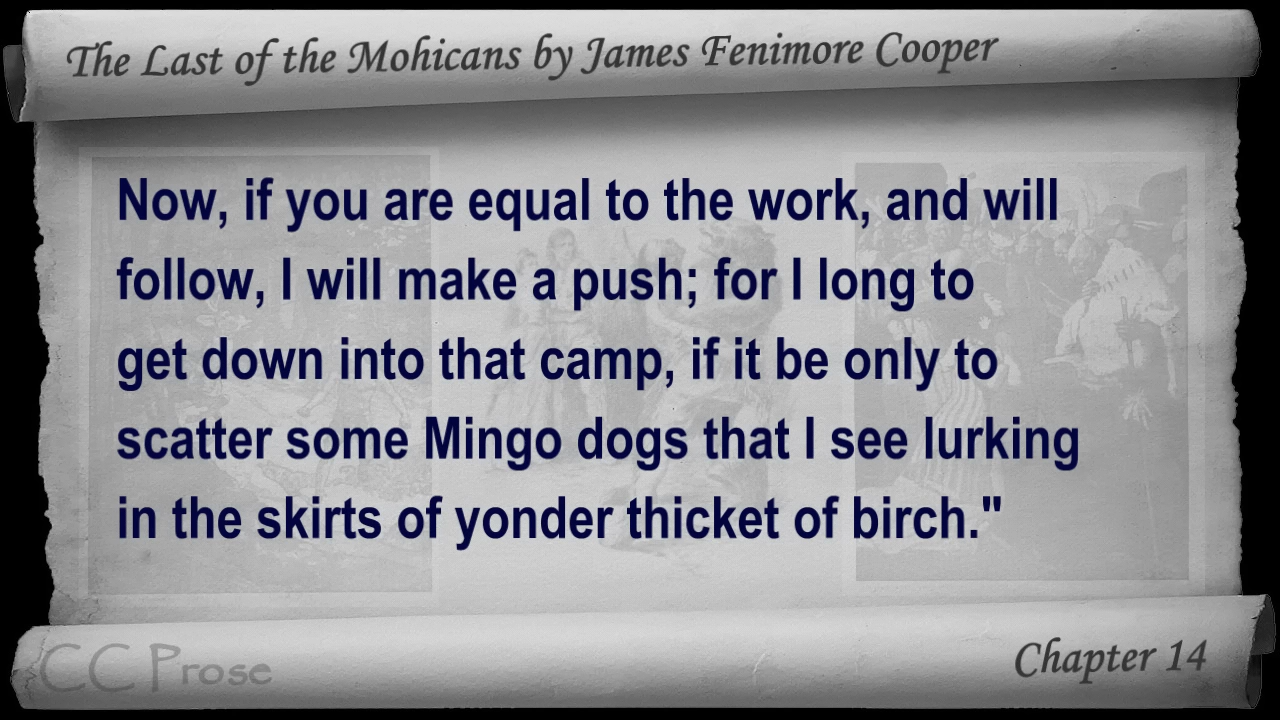 The Last of the Mohicans by James Fenimore Cooper
Now, if you are equal to the work, and will
follow, I will make a push; for I long to
get down into that camp, if it be only to
scatter some Mingo dogs that I see lurking
in the skirts of yonder thicket of birch."
CC Prose
Chapter 14